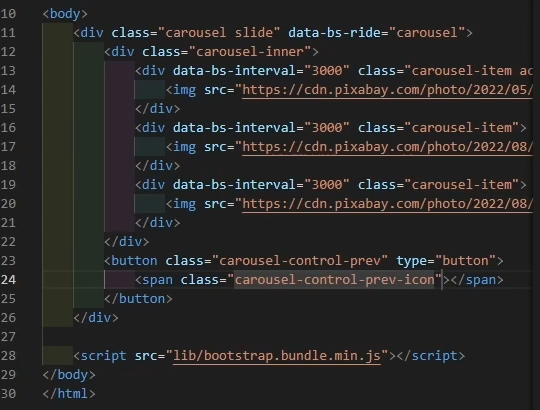 10 <body>
11 <div class="carousel slide" data-bs-ride="carousel">
12 <div class="carousel-inner">
13 <div data-bs-interval="3000" class="carousel-item ac
14 <img src="https://cdn.pixabay.com/photo/2022/05/
15 </div>
16 <div data-bs-interval="3000" class="carousel-item">
17 <img src="https://cdn.pixabay.com/photo/2022/08/
18 </div>
19 <div data-bs-interval="3000" class="carousel-item">
20 <img src="https://cdn.pixabay.com/photo/2022/08/
21 </div>
22 </div>
23 <button class="carousel-control-prev" type="button">
24 <span class="carousel-control-prev-icon"></span>
25 </button>
26 </div>
27
28 <script src="lib/bootstrap.bundle.min.js"></script>
29 </body>
30 </html>